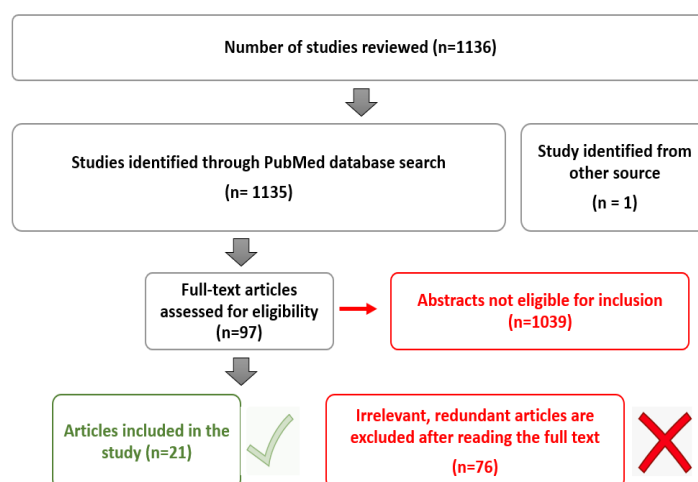 Number of studies reviewed (n=1136)
Studies identified through PubMed database search
(n= 1135)
Study identified from
other source
(n = 1)
Full-text articles
assessed for eligibility
(n=97)
Abstracts not eligible for inclusion
(n=1039)
Articles included in the
study (n=21)
Irrelevant, redundant articles are
excluded after reading the full text
(n=76)